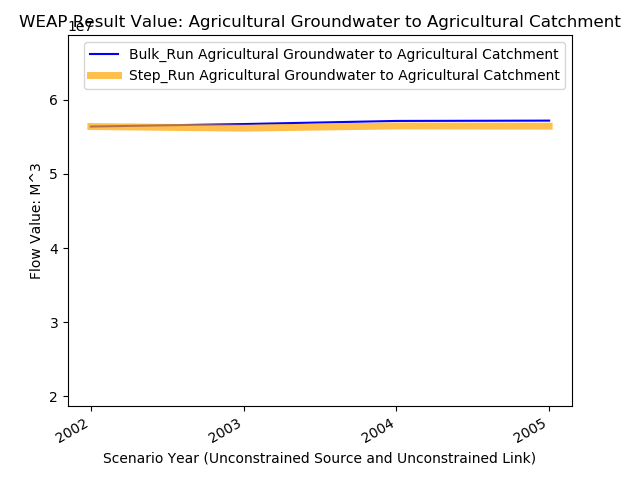 WEAP Result Value: Agricultural Groundwater to Agricultural Catchment
1e7
Bulk_Run Agricultural Groundwater to Agricultural Catchment
Step_Run Agricultural Groundwater to Agricultural Catchment
6
5
4
3
2
Flow Value: M^3
2002
2003
2004
2005
Scenario Year (Unconstrained Source and Unconstrained Link)